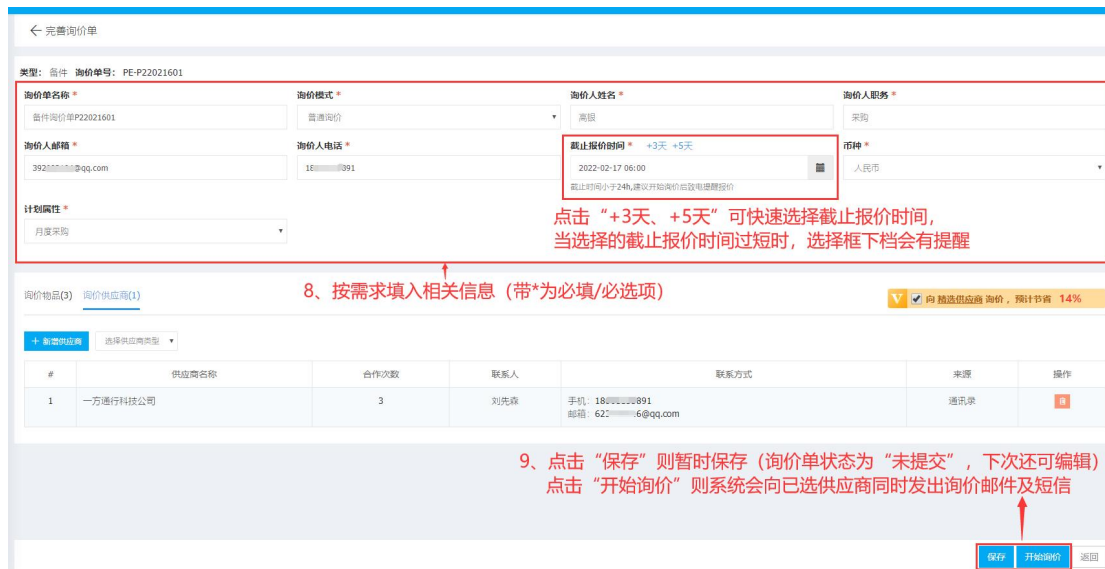 ← 完善询价单
类型： 备件 询价单号： PE-P22021601
询价单名称 * 询价模式 * 询价人姓名 * 询价人职务 *
备件询价单P22021601 普通询价 高银 采购
询价人邮箱 * 询价人电话 * 截止报价时间 * +3天 +5天 币种 *
392 @qq.com 18 391 2022-02-17 06:00 人民币
截止时间小于24h,建议开始询价后致电提醒报价
计划属性 *
月度采购
点击“+3天、+5天”可快速选择截止报价时间，
当选择的截止报价时间过短时，选择框下档会有提醒
8、按需求填入相关信息（带*为必填/必选项）
询价物品(3) 询价供应商(1)
V 向 精选供应商 询价，预计节省 14%
+ 新增供应商 选择供应商类型
# 供应商名称 合作次数 联系人 联系方式 来源 操作
1 一方通行科技公司 3 刘先森 手机: 18 891 通讯录
邮箱: 62 6@qq.com
9、点击“保存”则暂时保存（询价单状态为“未提交”，下次还可编辑）
点击“开始询价”则系统会向已选供应商同时发出询价邮件及短信
保存 开始询价 返回